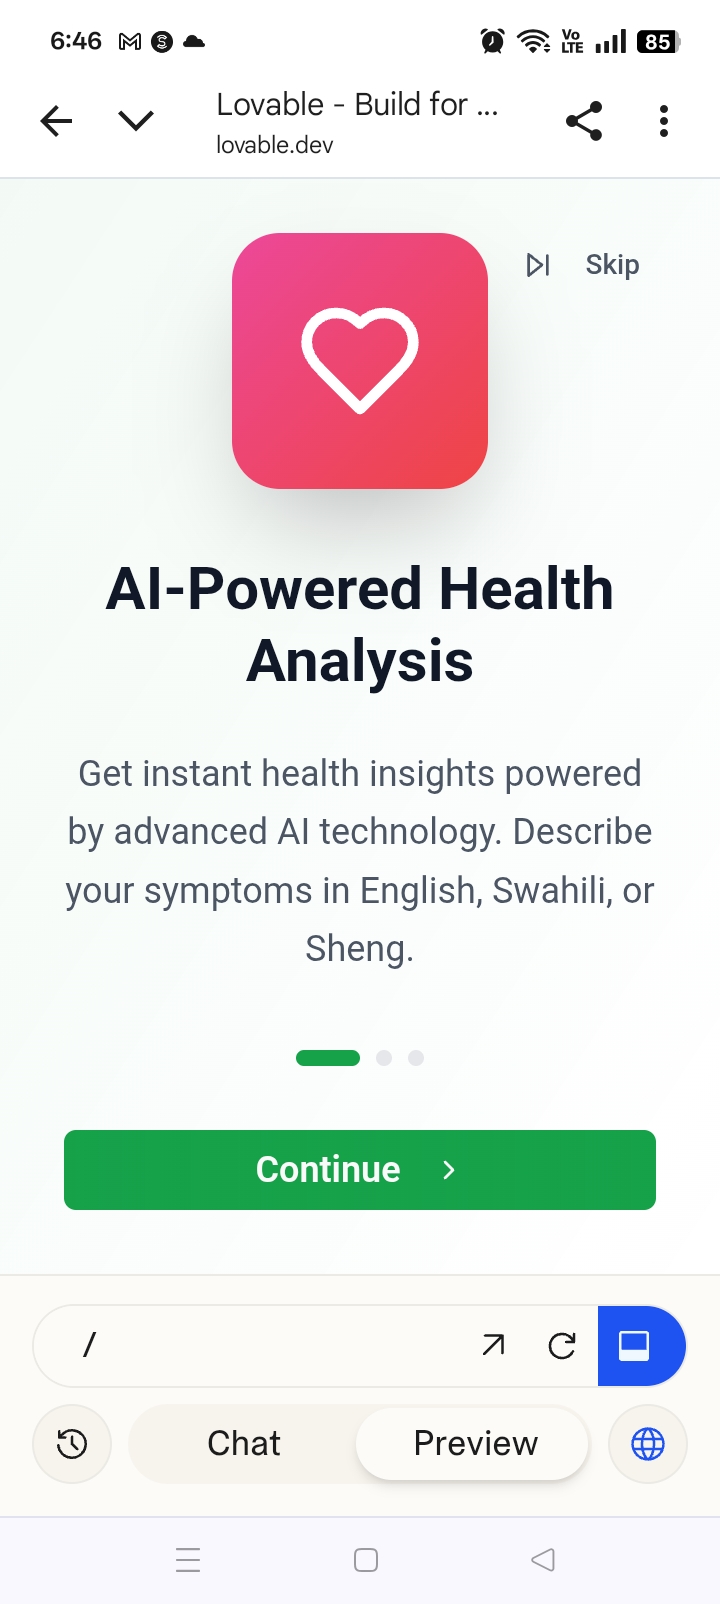 6:46
Vo
LTE
85
Lovable - Build for ...
lovable.dev
Skip
AI-Powered Health
Analysis
Get instant health insights powered
by advanced AI technology. Describe
your symptoms in English, Swahili, or
Sheng.
Continue
/
Chat
Preview